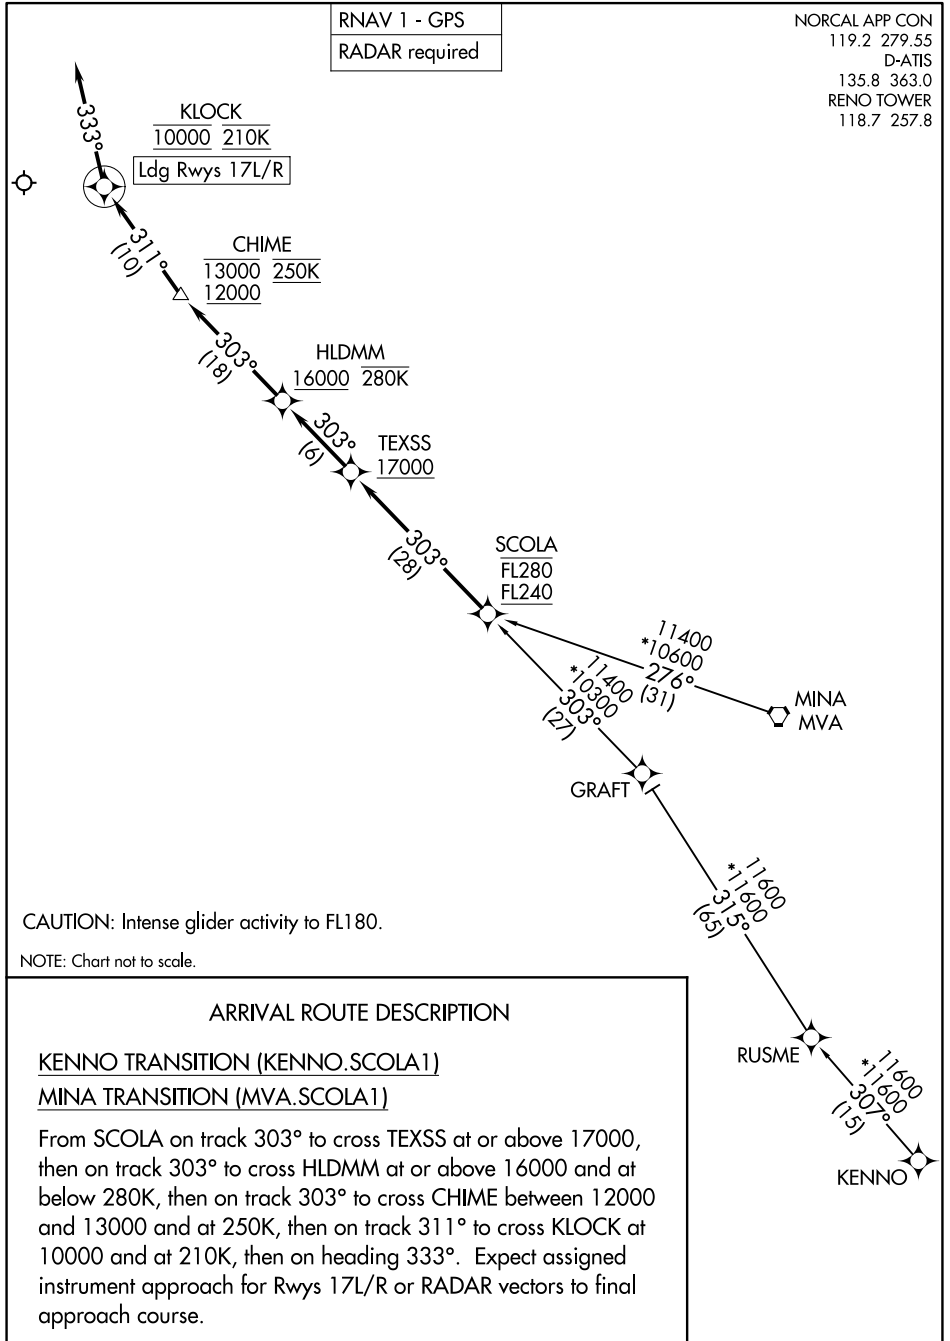 RNAV 1 - GPS
RADAR required
NORCAL APP CON
119.2 279.55
D-ATIS
135.8 363.0
RENO TOWER
118.7 257.8
333°
KLOCK
10000 210K
Ldg Rwys 17L/R
311°
(10)
CHIME
13000 250K
12000
303°
(18)
HLDMM
16000 280K
303°
(6)
TEXSS
17000
303°
(28)
SCOLA
FL280
FL240
11400
*10600
276°
(31)
MINA
MVA
11400
*10300
303°
(27)
GRAFT
11600
*11600
315°
(65)
RUSME
11600
*11600
307°
(15)
KENNO
CAUTION: Intense glider activity to FL180.
NOTE: Chart not to scale.
ARRIVAL ROUTE DESCRIPTION
KENNO TRANSITION (KENNO.SCOLA1)
MINA TRANSITION (MVA.SCOLA1)
From SCOLA on track 303° to cross TEXSS at or above 17000,
then on track 303° to cross HLDMM at or above 16000 and at
below 280K, then on track 303° to cross CHIME between 12000
and 13000 and at 250K, then on track 311° to cross KLOCK at
10000 and at 210K, then on heading 333°. Expect assigned
instrument approach for Rwys 17L/R or RADAR vectors to final
approach course.